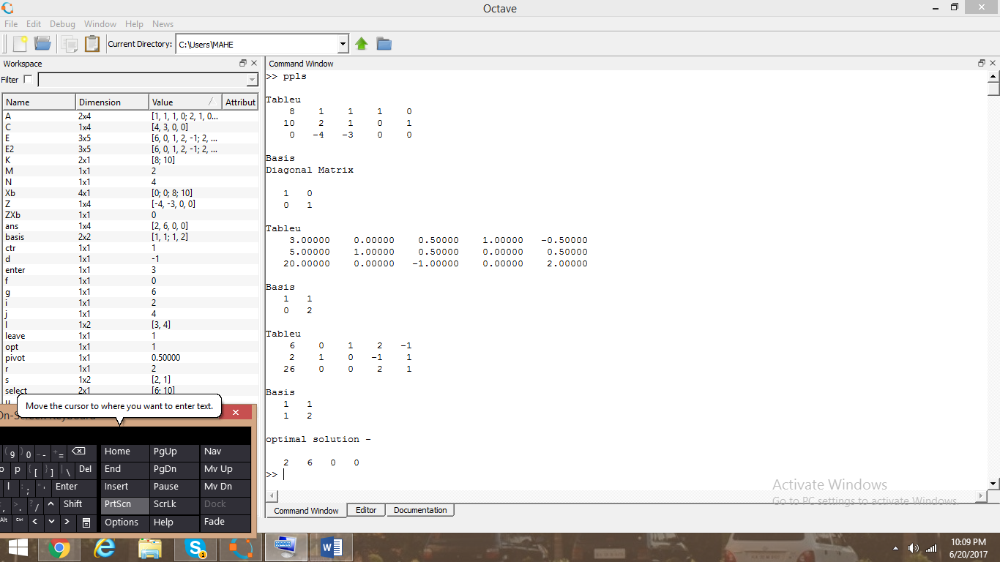 Octave
File Edit Debug Window Help News
Current Directory: C:\Users\MAHE
Workspace
Filter
Name Dimension Value Attribut
A 2x4 [1, 1, 1, 0; 2, 1, 0...
C 1x4 [4, 3, 0, 0]
E 3x5 [6, 0, 1, 2, -1; 2, ...
E2 3x5 [6, 0, 1, 2, -1; 2, ...
K 2x1 [8; 10]
M 1x1 2
N 1x1 4
Xb 4x1 [0; 0; 8; 10]
Z 1x4 [-4, -3, 0, 0]
ZXb 1x1 0
ans 1x4 [2, 6, 0, 0]
basis 2x2 [1, 1; 1, 2]
ctr 1x1 1
d 1x1 -1
enter 1x1 3
f 1x1 0
g 1x1 6
i 1x1 2
j 1x1 4
l 1x2 [3, 4]
leave 1x1 1
opt 1x1 1
pivot 1x1 0.50000
r 1x1 2
s 1x2 [2, 1]
select 2x1 [6; 10]
Move the cursor to where you want to enter text.
( 9 ) 0 _ - + = Home PgUp Nav
o p { [ } ] | \ Del End PgDn Mv Up
l : ; " ' Enter Insert Pause Mv Dn
, > . ? / ^ Shift PrtScn ScrLk Dock
Alt Ctrl Options Help Fade
Command Window
>> ppls
Tableu
8 1 1 1 0
10 2 1 0 1
0 -4 -3 0 0
Basis
Diagonal Matrix
1 0
0 1
Tableu
3.00000 0.00000 0.50000 1.00000 -0.50000
5.00000 1.00000 0.50000 0.00000 0.50000
20.00000 0.00000 -1.00000 0.00000 2.00000
Basis
1 1
0 2
Tableu
6 0 1 2 -1
2 1 0 -1 1
26 0 0 2 1
Basis
1 1
1 2
optimal solution -
2 6 0 0
>>
Activate Windows
Go to PC settings to activate Windows.
Command Window Editor Documentation
10:09 PM
6/20/2017